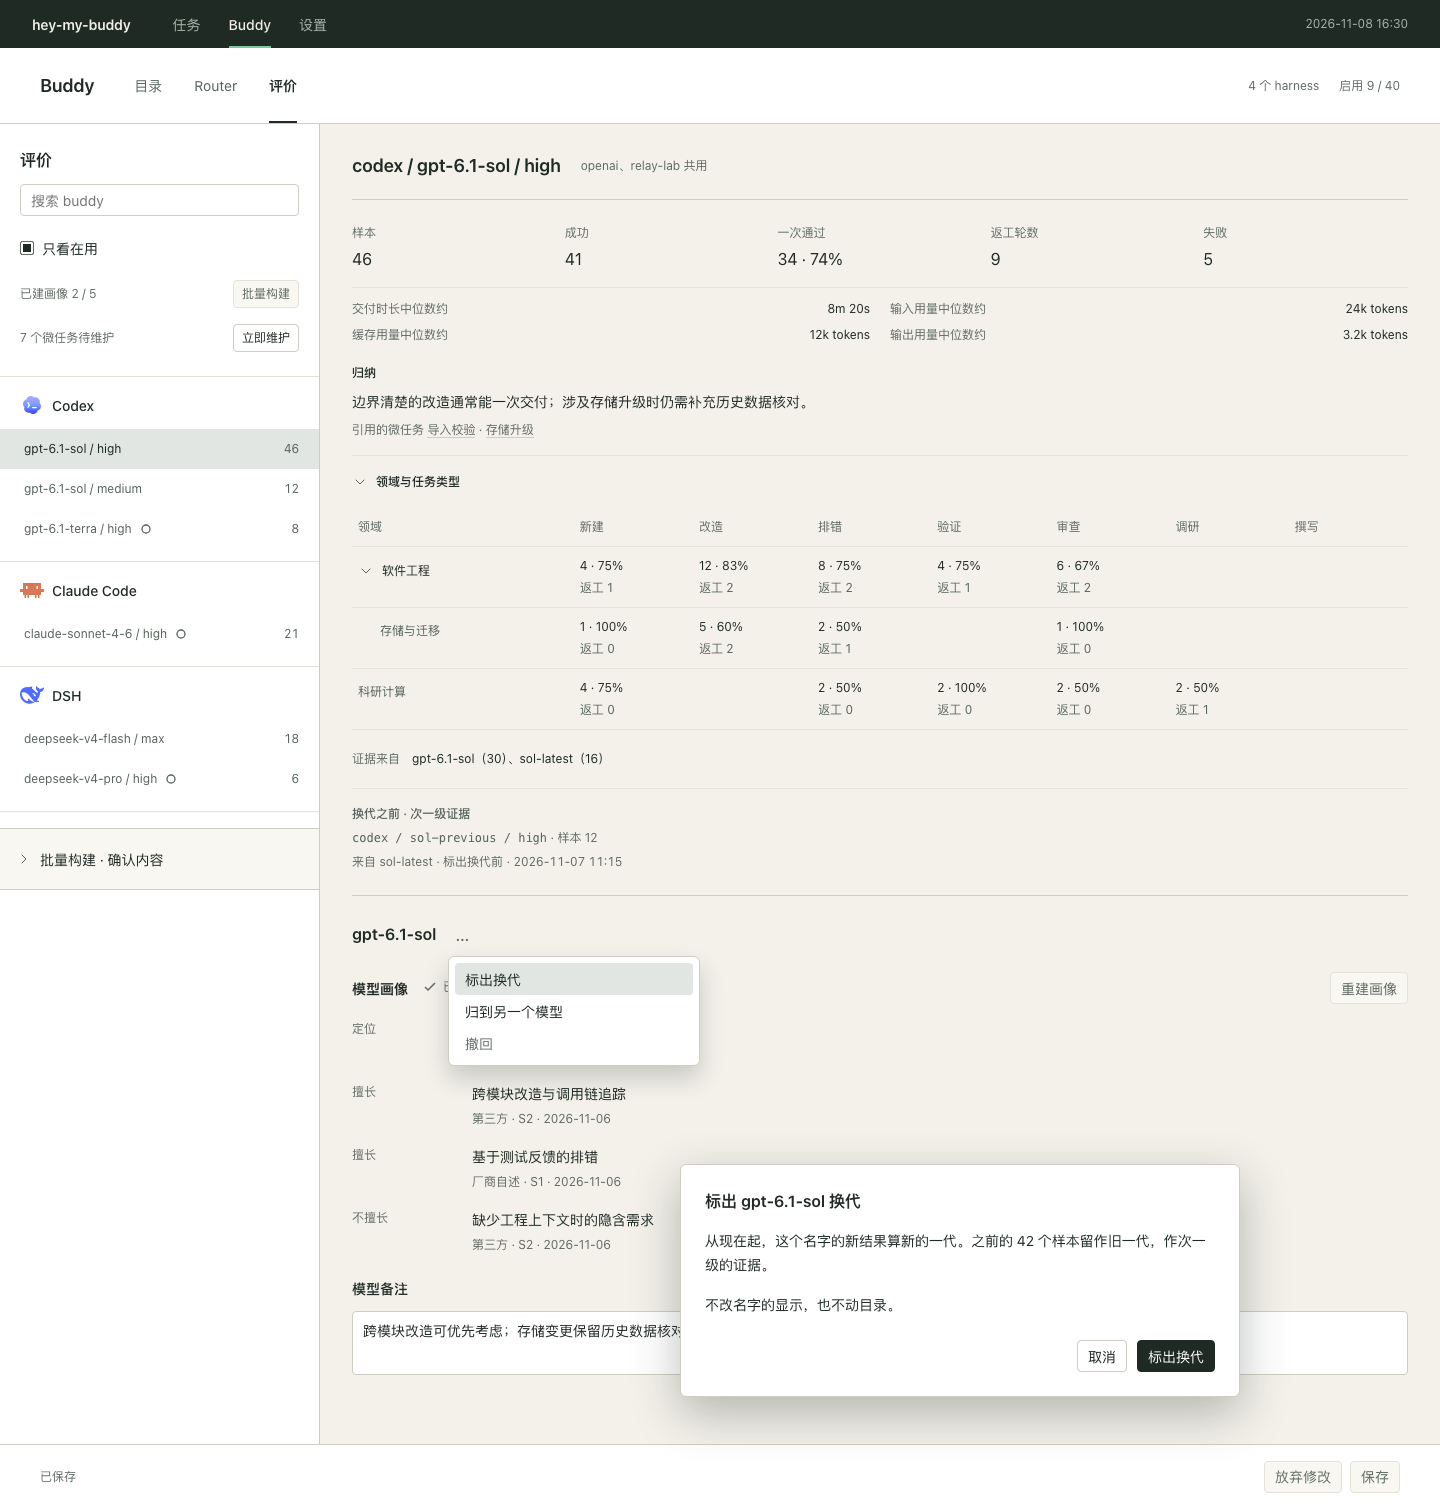 hey-my-buddy 任务 Buddy 设置 2026-11-08 16:30
Buddy 目录 Router 评价 4 个 harness 启用 9 / 40
评价
搜索 buddy
只看在用
已建画像 2 / 5 批量构建
7 个微任务待维护 立即维护
Codex
gpt-6.1-sol / high 46
gpt-6.1-sol / medium 12
gpt-6.1-terra / high 8
Claude Code
claude-sonnet-4-6 / high 21
DSH
deepseek-v4-flash / max 18
deepseek-v4-pro / high 6
批量构建 · 确认内容
codex / gpt-6.1-sol / high openai、relay-lab 共用
样本 成功 一次通过 返工轮数 失败
46 41 34 · 74% 9 5
交付时长中位数约 8m 20s 输入用量中位数约 24k tokens
缓存用量中位数约 12k tokens 输出用量中位数约 3.2k tokens
归纳
边界清楚的改造通常能一次交付；涉及存储升级时仍需补充历史数据核对。
引用的微任务 导入校验 · 存储升级
领域与任务类型
领域 新建 改造 排错 验证 审查 调研 撰写
软件工程 4 · 75% 12 · 83% 8 · 75% 4 · 75% 6 · 67%
返工 1 返工 2 返工 2 返工 1 返工 2
存储与迁移 1 · 100% 5 · 60% 2 · 50% 1 · 100%
返工 0 返工 2 返工 1 返工 0
科研计算 4 · 75% 2 · 50% 2 · 100% 2 · 50% 2 · 50%
返工 0 返工 0 返工 0 返工 0 返工 1
证据来自 gpt-6.1-sol（30）、sol-latest（16）
换代之前 · 次一级证据
codex / sol-previous / high · 样本 12
来自 sol-latest · 标出换代前 · 2026-11-07 11:15
gpt-6.1-sol …
标出换代
归到另一个模型
撤回
模型画像 重建画像
定位
擅长 跨模块改造与调用链追踪
第三方 · S2 · 2026-11-06
擅长 基于测试反馈的排错
厂商自述 · S1 · 2026-11-06
不擅长 缺少工程上下文时的隐含需求
第三方 · S2 · 2026-11-06
模型备注
跨模块改造可优先考虑；存储变更保留历史数据核
标出 gpt-6.1-sol 换代
从现在起，这个名字的新结果算新的一代。之前的 42 个样本留作旧一代，作次一
级的证据。
不改名字的显示，也不动目录。
取消 标出换代
已保存 放弃修改 保存